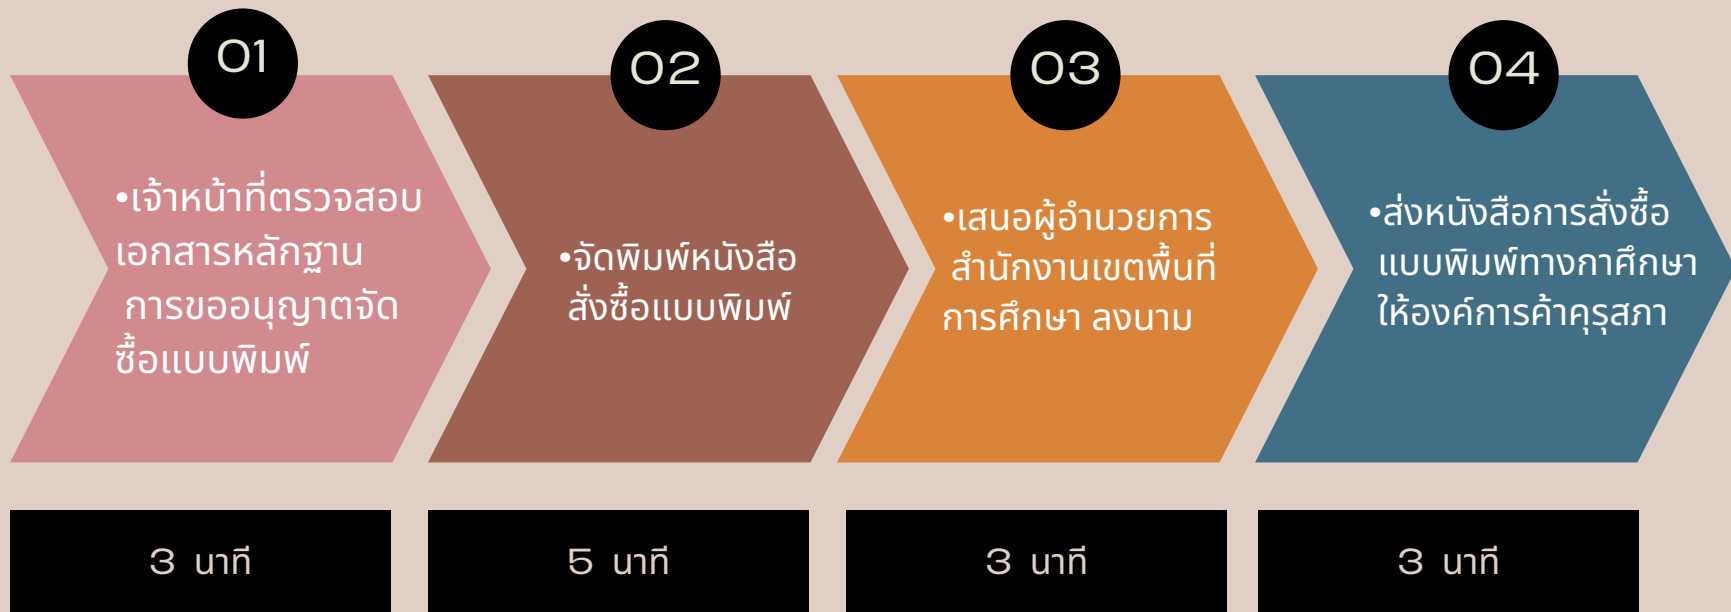 01
•เจ้าหน้าที่ตรวจสอบ
เอกสารหลักฐาน
การขออนุญาตจัด
ซื้อแบบพิมพ์
3 นาที
02
•จัดพิมพ์หนังสือ
สั่งซื้อแบบพิมพ์
5 นาที
03
•เสนอผู้อำนวยการ
สำนักงานเขตพื้นที่
การศึกษา ลงนาม
3 นาที
04
•ส่งหนังสือการสั่งซื้อ
แบบพิมพ์ทางกาศึกษา
ให้องค์การค้าคุรุสภา
3 นาที